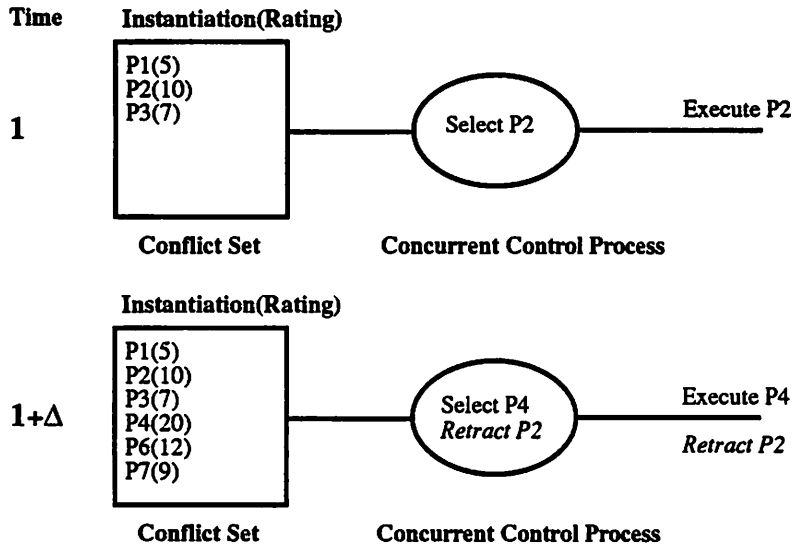 Time Instantiation(Rating)
P1(5)
P2(10)
P3(7)
1
Select P2
Execute P2
Conflict Set Concurrent Control Process
Instantiation(Rating)
P1(5)
P2(10)
P3(7)
P4(20)
P6(12)
P7(9)
1+Δ
Select P4
Retract P2
Execute P4
Retract P2
Conflict Set Concurrent Control Process